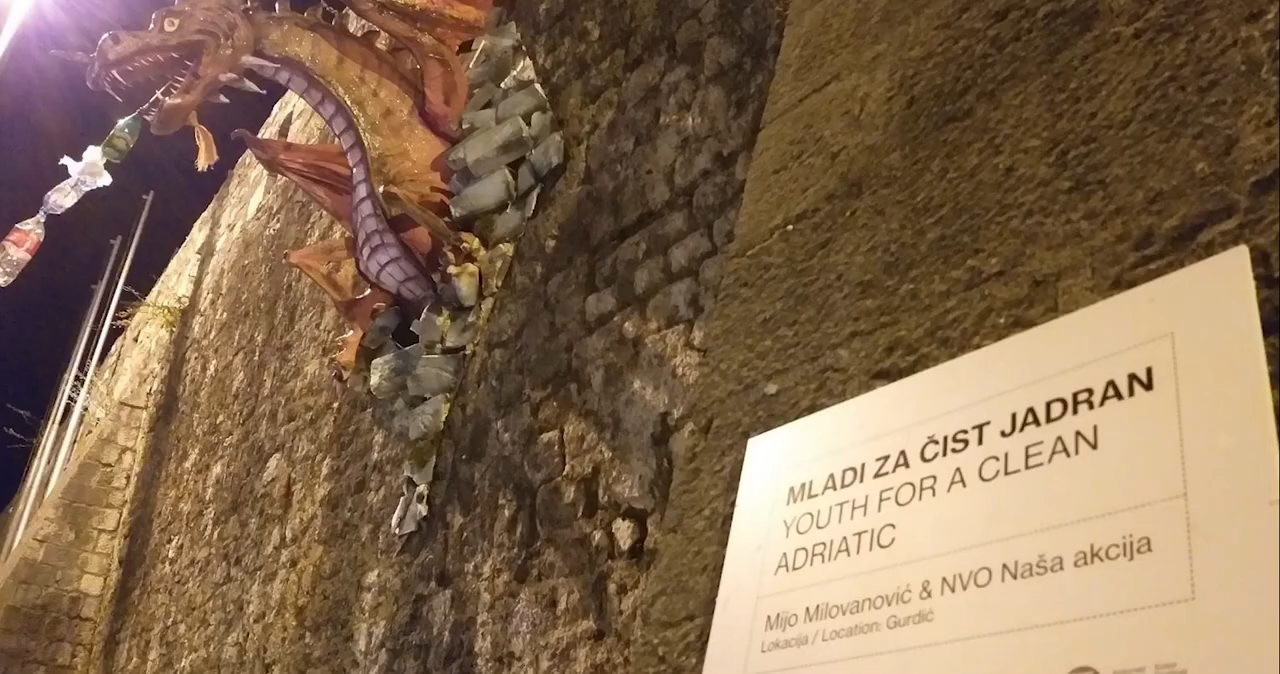 MLADI ZA ČIST JADRAN
YOUTH FOR A CLEAN
ADRIATIC
Mijo Milovanović & NVO Naša akcija
Lokacija / Location: Gurdić